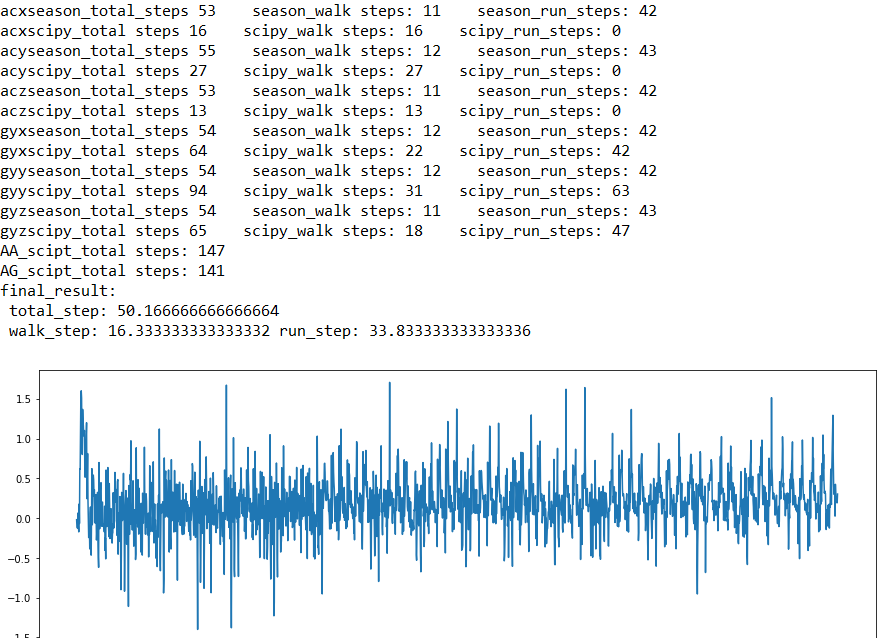 acxseason_total_steps 53    season_walk steps: 11    season_run_steps: 42
acxscipy_total steps 16    scipy_walk steps: 16    scipy_run_steps: 0
acyseason_total_steps 55    season_walk steps: 12    season_run_steps: 43
acyscipy_total steps 27    scipy_walk steps: 27    scipy_run_steps: 0
aczseason_total_steps 53    season_walk steps: 11    season_run_steps: 42
aczscipy_total steps 13    scipy_walk steps: 13    scipy_run_steps: 0
gyxseason_total_steps 54    season_walk steps: 12    season_run_steps: 42
gyxscipy_total steps 64    scipy_walk steps: 22    scipy_run_steps: 42
gyyseason_total_steps 54    season_walk steps: 12    season_run_steps: 42
gyyscipy_total steps 94    scipy_walk steps: 31    scipy_run_steps: 63
gyzseason_total_steps 54    season_walk steps: 11    season_run_steps: 43
gyzscipy_total steps 65    scipy_walk steps: 18    scipy_run_steps: 47
AA_scipt_total steps: 147
AG_scipt_total steps: 141
final_result:
 total_step: 50.166666666666664
 walk_step: 16.333333333333332 run_step: 33.833333333333336
1.5
1.0
0.5
0.0
−0.5
−1.0
−1.5